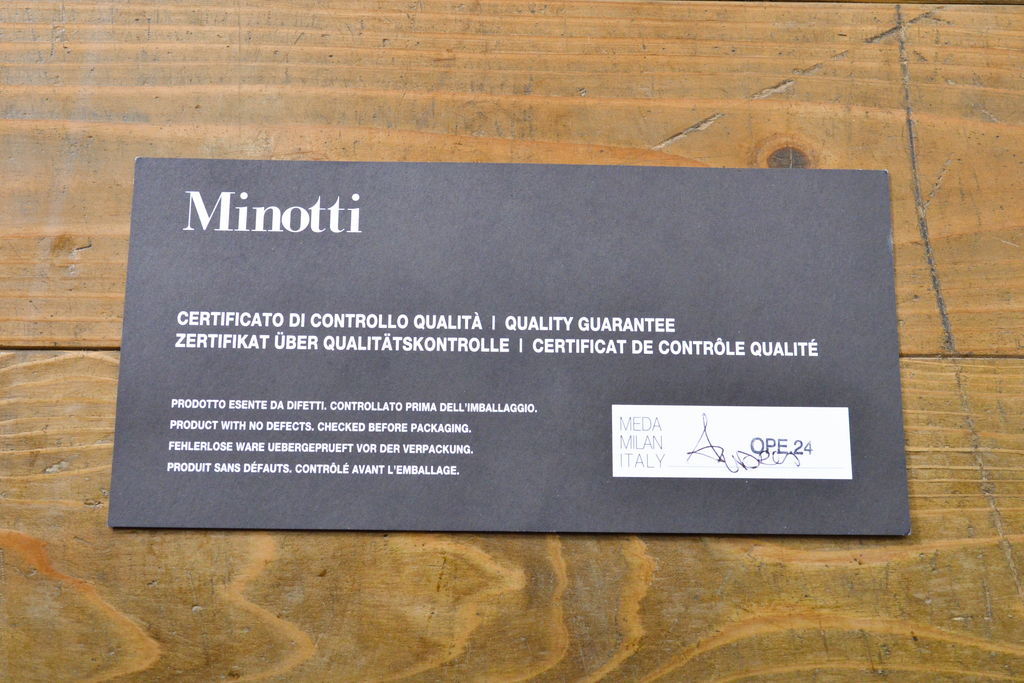 Minotti
CERTIFICATO DI CONTROLLO QUALITÀ | QUALITY GUARANTEE
ZERTIFIKAT ÜBER QUALITÄTSKONTROLLE | CERTIFICAT DE CONTRÔLE QUALITÉ
PRODOTTO ESENTE DA DIFETTI. CONTROLLATO PRIMA DELL'IMBALLAGGIO.
PRODUCT WITH NO DEFECTS. CHECKED BEFORE PACKAGING.
FEHLERLOSE WARE UEBERGEPRUEFT VOR DER VERPACKUNG.
PRODUIT SANS DÉFAUTS. CONTRÔLÉ AVANT L'EMBALLAGE.
MEDA
MILAN
ITALY
OPE.24